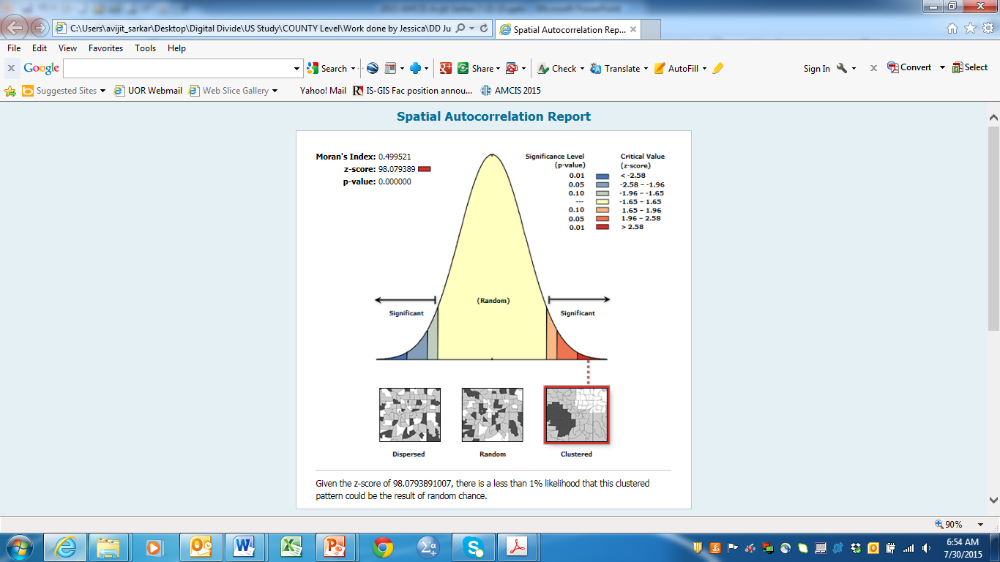 C:\Users\avijit_sarkar\Desktop\Digital Divide\US Study\COUNTY Level\Work done by Jessica\DD Ju
Spatial Autocorrelation Rep...
File Edit View Favorites Tools Help
Google Search Share Check Translate AutoFill Sign In Convert Select
Suggested Sites UOR Webmail Web Slice Gallery Yahoo! Mail IS-GIS Fac position annou... AMCIS 2015
Spatial Autocorrelation Report
Moran's Index: 0.499521
z-score: 98.079389
p-value: 0.000000
Significance Level Critical Value
(p-value) (z-score)
0.01 < -2.58
0.05 -2.58 – -1.96
0.10 -1.96 – -1.65
--- -1.65 – 1.65
0.10 1.65 – 1.96
0.05 1.96 – 2.58
0.01 > 2.58
(Random)
Significant Significant
Dispersed Random Clustered
Given the z-score of 98.0793891007, there is a less than 1% likelihood that this clustered
pattern could be the result of random chance.
90%
6:54 AM
7/30/2015